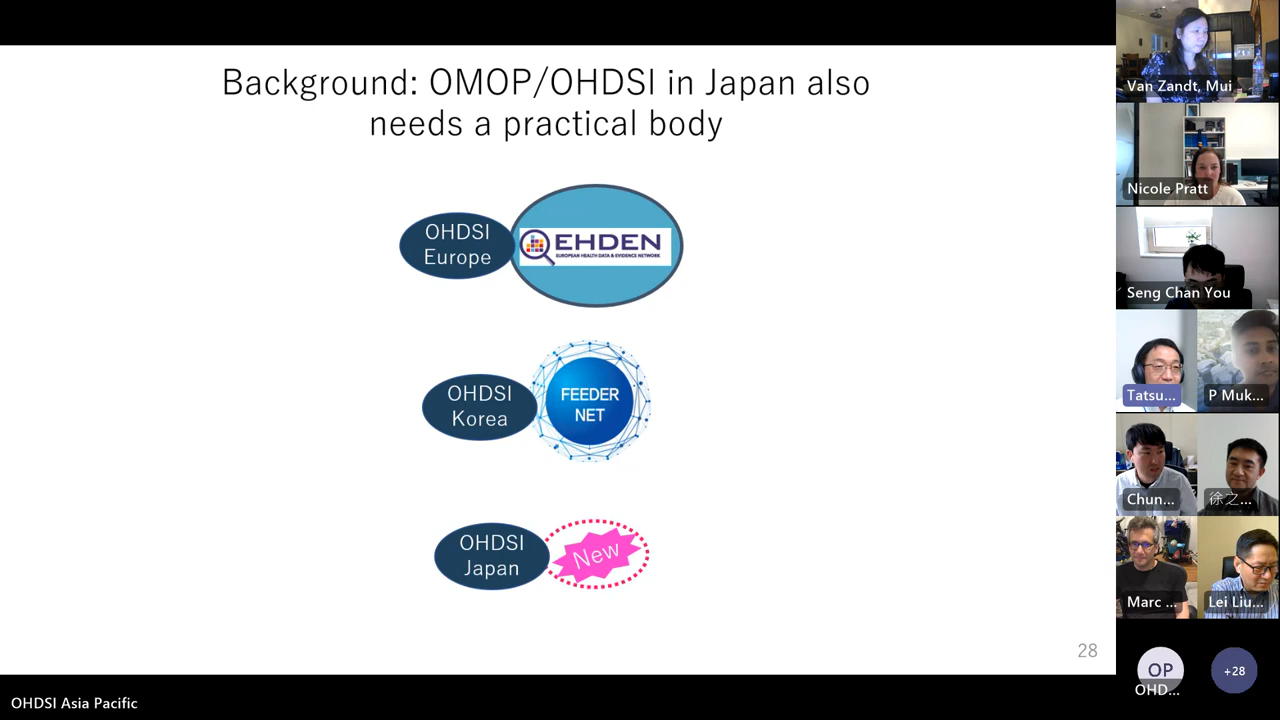 Background: OMOP/OHDSI in Japan also
needs a practical body
OHDSI
Europe
EHDEN
EUROPEAN HEALTH DATA & EVIDENCE NETWORK
OHDSI
Korea
FEEDER
NET
OHDSI
Japan
New
28
OHDSI Asia Pacific
Van Zandt, Mui
Nicole Pratt
Seng Chan You
Tatsu...
P Muk...
Chun...
徐之...
Marc ...
Lei Liu...
OP
OHD...
+28